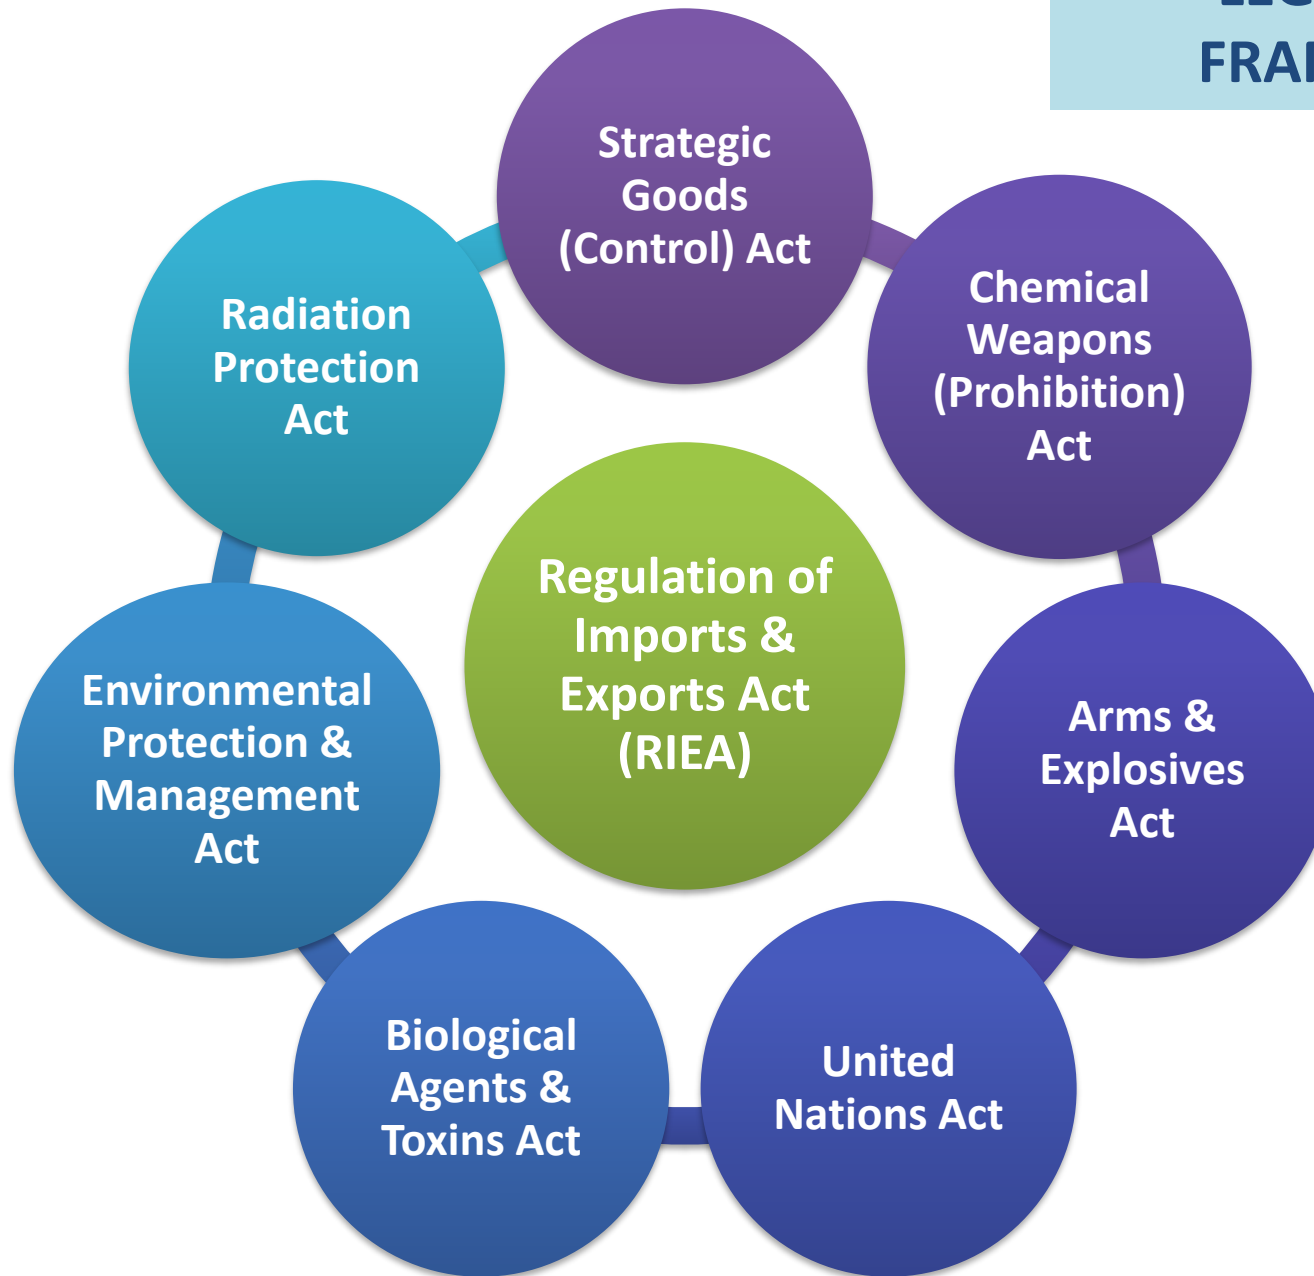 Strategic
Goods
(Control) Act
Chemical
Weapons
(Prohibition)
Act
Arms &
Explosives
Act
United
Nations Act
Biological
Agents &
Toxins Act
Environmental
Protection &
Management
Act
Radiation
Protection
Act
Regulation of
Imports &
Exports Act
(RIEA)